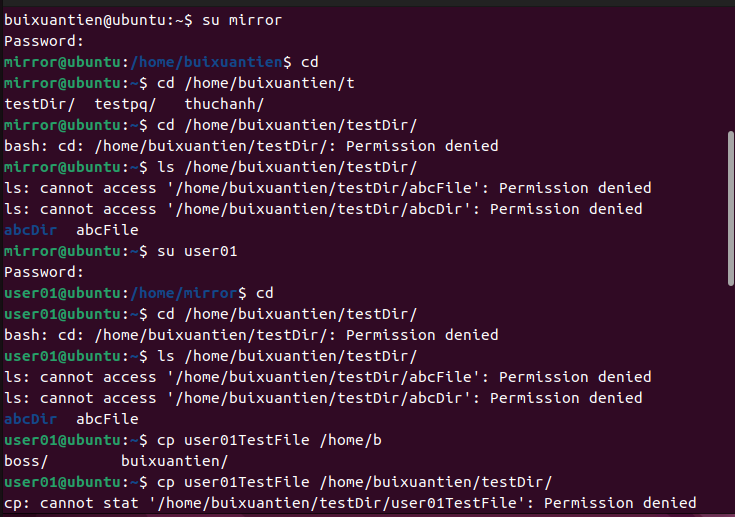 buixuantien@ubuntu:~$ su mirror
Password:
mirror@ubuntu:/home/buixuantien$ cd
mirror@ubuntu:~$ cd /home/buixuantien/t
testDir/  testpq/   thuchanh/
mirror@ubuntu:~$ cd /home/buixuantien/testDir/
bash: cd: /home/buixuantien/testDir/: Permission denied
mirror@ubuntu:~$ ls /home/buixuantien/testDir/
ls: cannot access '/home/buixuantien/testDir/abcFile': Permission denied
ls: cannot access '/home/buixuantien/testDir/abcDir': Permission denied
abcDir  abcFile
mirror@ubuntu:~$ su user01
Password:
user01@ubuntu:/home/mirror$ cd
user01@ubuntu:~$ cd /home/buixuantien/testDir/
bash: cd: /home/buixuantien/testDir/: Permission denied
user01@ubuntu:~$ ls /home/buixuantien/testDir/
ls: cannot access '/home/buixuantien/testDir/abcFile': Permission denied
ls: cannot access '/home/buixuantien/testDir/abcDir': Permission denied
abcDir  abcFile
user01@ubuntu:~$ cp user01TestFile /home/b
boss/        buixuantien/
user01@ubuntu:~$ cp user01TestFile /home/buixuantien/testDir/
cp: cannot stat '/home/buixuantien/testDir/user01TestFile': Permission denied